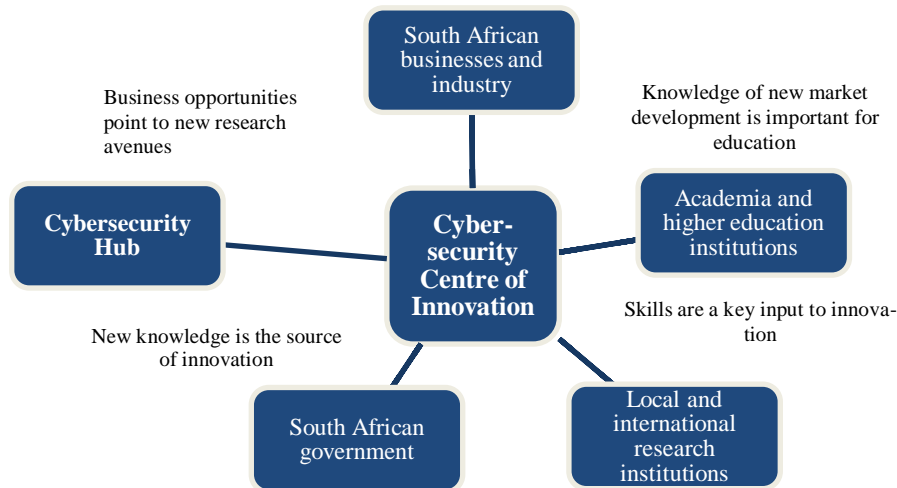 South African
businesses and
industry
Business opportunities
point to new research
avenues
Knowledge of new market
development is important for
education
Cybersecurity
Hub
Cyber-
security
Centre of
Innovation
Academia and
higher education
institutions
New knowledge is the source
of innovation
Skills are a key input to innova-
tion
South African
government
Local and
international
research
institutions